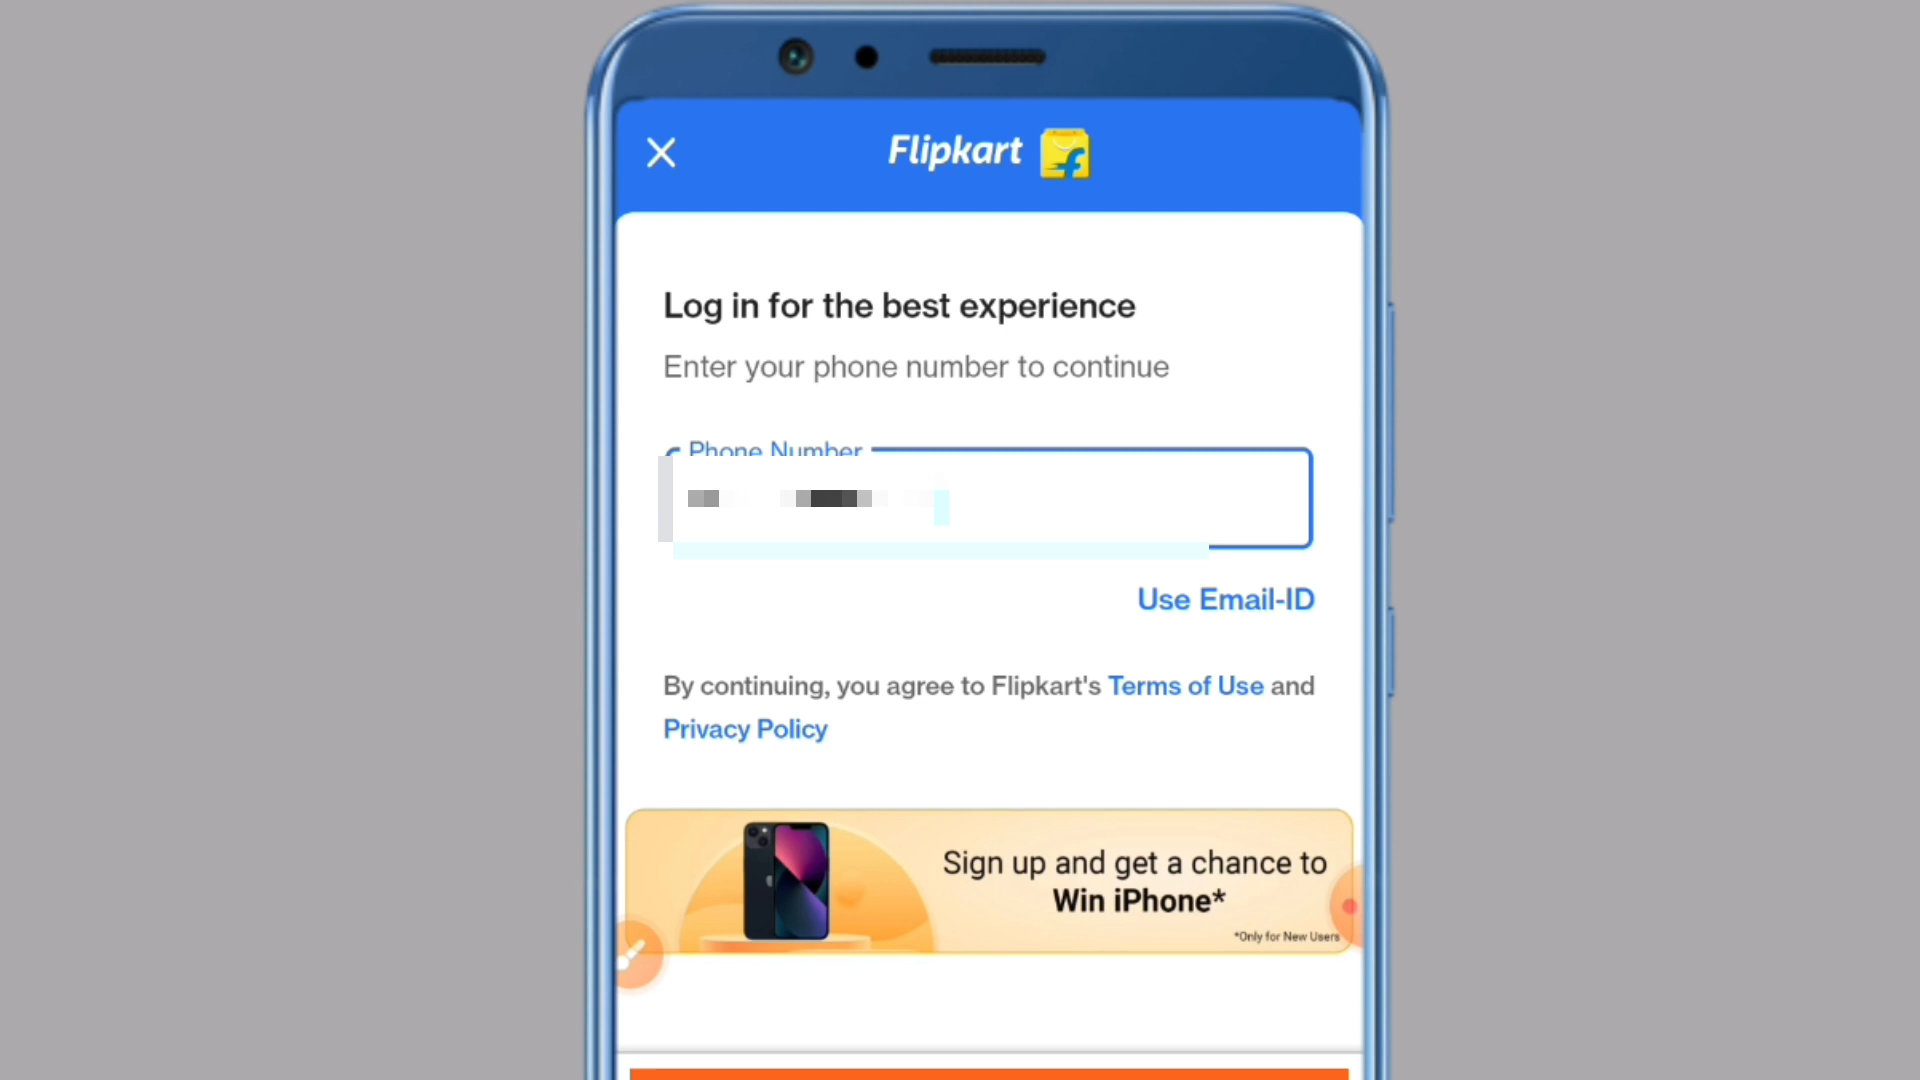 Flipkart
Log in for the best experience
Enter your phone number to continue
Phone Number
Use Email-ID
By continuing, you agree to Flipkart's Terms of Use and
Privacy Policy
Sign up and get a chance to
Win iPhone*
*Only for New Users